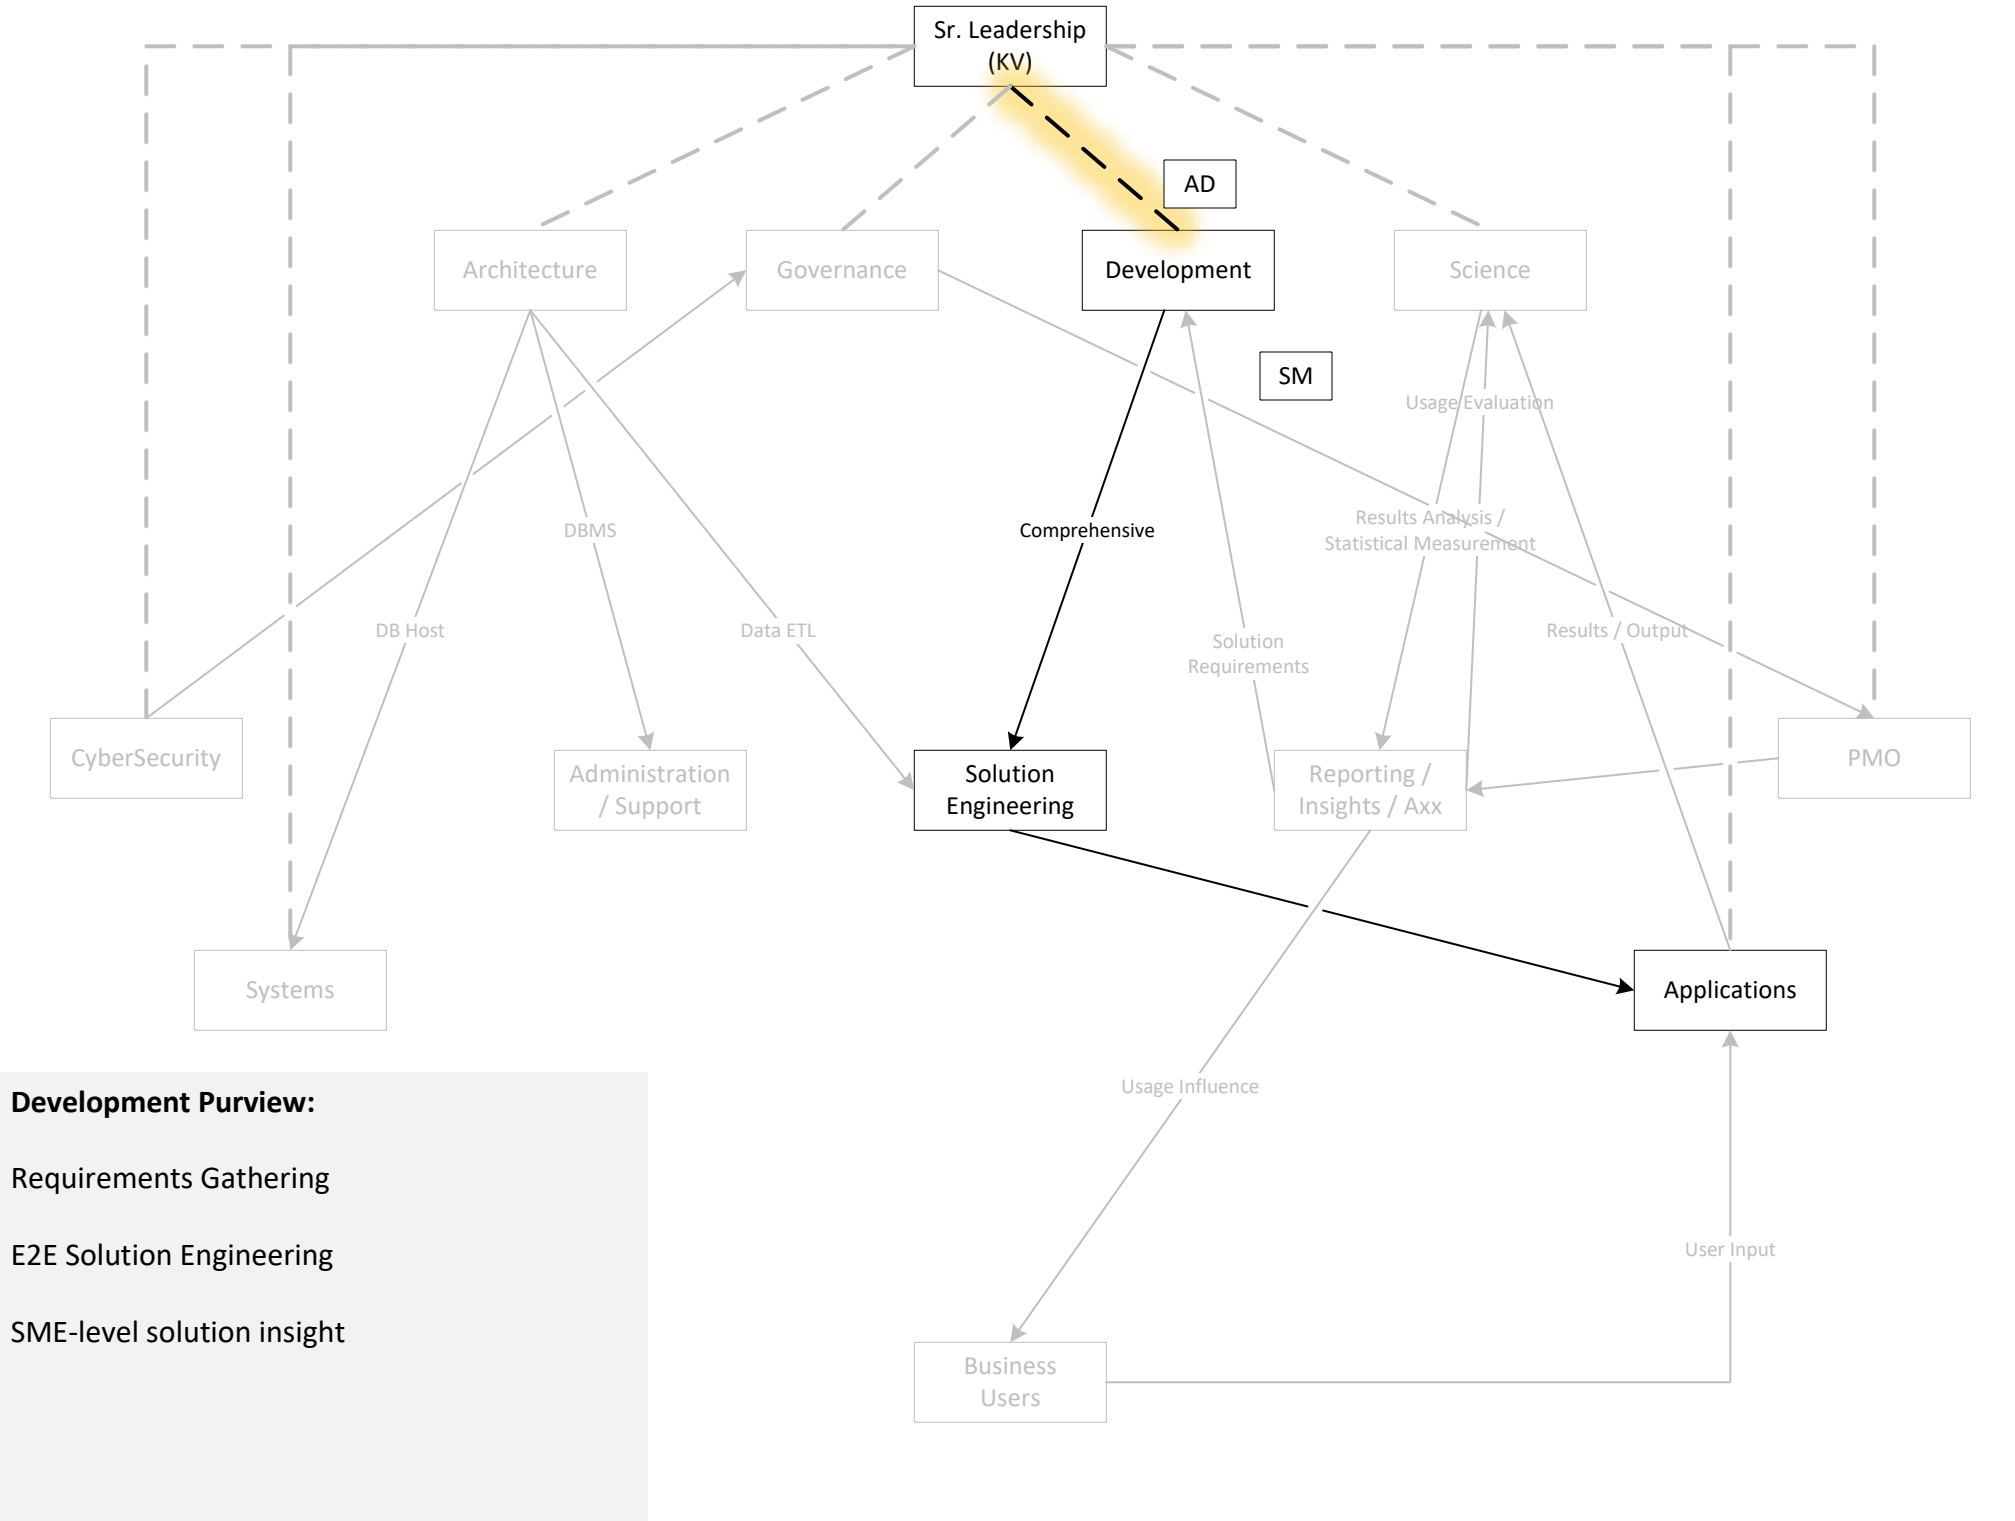 Sr. Leadership
(KV)
AD
Architecture
Governance
Development
Science
SM
Usage Evaluation
DBMS
Comprehensive
Results Analysis /
Statistical Measurement
DB Host
Data ETL
Solution
Requirements
Results / Output
CyberSecurity
Administration
/ Support
Solution
Engineering
Reporting /
Insights / Axx
PMO
Systems
Applications
Usage Influence
User Input
Business
Users
Development Purview:
Requirements Gathering
E2E Solution Engineering
SME-level solution insight